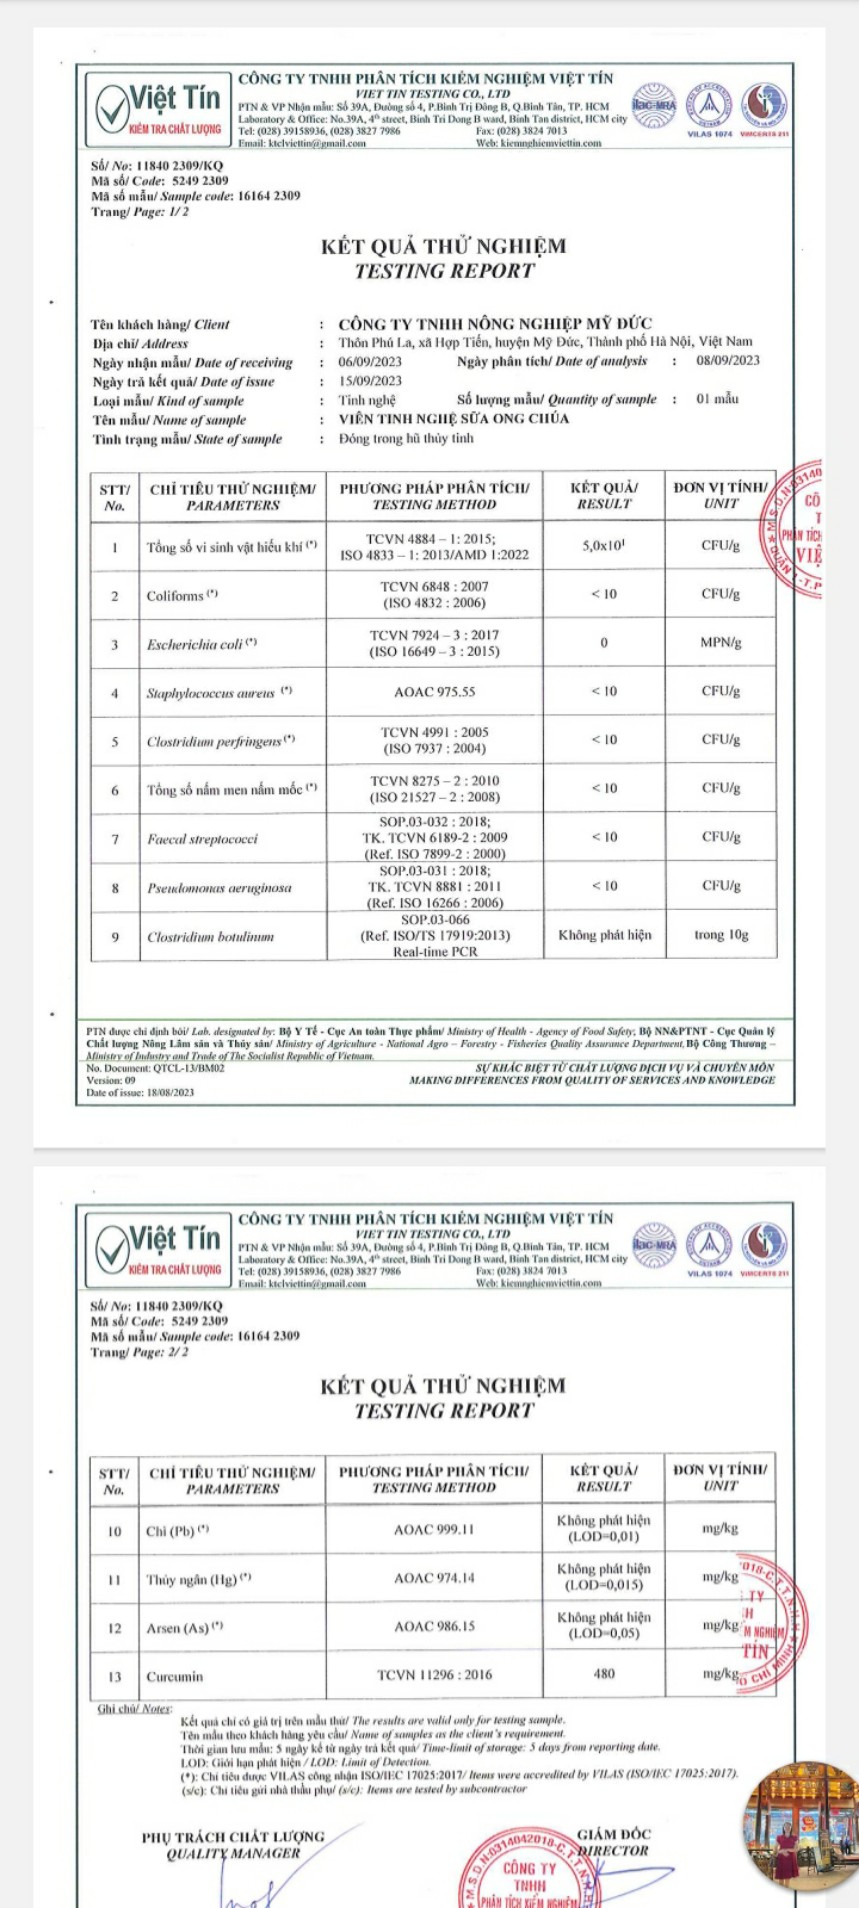 Việt Tín
KIỂM TRA CHẤT LƯỢNG
CÔNG TY TNHH PHÂN TÍCH KIỂM NGHIỆM VIỆT TÍN
VIET TIN TESTING CO., LTD
PTN & VP Nhận mẫu: Số 39A, Đường số 4, P.Bình Trị Đông B, Q.Bình Tân, TP. HCM
Laboratory & Office: No.39A, 4th street, Binh Tri Dong B ward, Binh Tan district, HCM city
Tel: (028) 39158936, (028) 3827 7986 Fax: (028) 3824 7013
Email: ktclviettin@gmail.com Web: kiemnghiemviettin.com
ilac-MRA
VILAS 1074 VIMCERTS 211
Số/ No: 11840 2309/KQ
Mã số/ Code: 5249 2309
Mã số mẫu/ Sample code: 16164 2309
Trang/ Page: 1/2
KẾT QUẢ THỬ NGHIỆM
TESTING REPORT
Tên khách hàng/ Client : CÔNG TY TNHH NÔNG NGHIỆP MỸ ĐỨC
Địa chỉ/ Address : Thôn Phú La, xã Hợp Tiến, huyện Mỹ Đức, Thành phố Hà Nội, Việt Nam
Ngày nhận mẫu/ Date of receiving : 06/09/2023 Ngày phân tích/ Date of analysis : 08/09/2023
Ngày trả kết quả/ Date of issue : 15/09/2023
Loại mẫu/ Kind of sample : Tinh nghệ Số lượng mẫu/ Quantity of sample : 01 mẫu
Tên mẫu/ Name of sample : VIÊN TINH NGHỆ SỮA ONG CHÚA
Tình trạng mẫu/ State of sample : Đóng trong hũ thủy tinh
STT/ CHỈ TIÊU THỬ NGHIỆM/ PHƯƠNG PHÁP PHÂN TÍCH/ KẾT QUẢ/ ĐƠN VỊ TÍNH/
No. PARAMETERS TESTING METHOD RESULT UNIT
1 Tổng số vi sinh vật hiếu khí (*) TCVN 4884 – 1: 2015; 5,0x10¹ CFU/g
ISO 4833 – 1: 2013/AMD 1:2022
2 Coliforms (*) TCVN 6848 : 2007 < 10 CFU/g
(ISO 4832 : 2006)
3 Escherichia coli (*) TCVN 7924 – 3 : 2017 0 MPN/g
(ISO 16649 – 3 : 2015)
4 Staphylococcus aureus (*) AOAC 975.55 < 10 CFU/g
5 Clostridium perfringens(*) TCVN 4991 : 2005 < 10 CFU/g
(ISO 7937 : 2004)
6 Tổng số nấm men nấm mốc (*) TCVN 8275 – 2 : 2010 < 10 CFU/g
(ISO 21527 – 2 : 2008)
7 Faecal streptococci SOP.03-032 : 2018; < 10 CFU/g
TK. TCVN 6189-2 : 2009
(Ref. ISO 7899-2 : 2000)
8 Pseudomonas aeruginosa SOP.03-031 : 2018; < 10 CFU/g
TK. TCVN 8881 : 2011
(Ref. ISO 16266 : 2006)
9 Clostridium botulinum SOP.03-066 Không phát hiện trong 10g
(Ref. ISO/TS 17919:2013)
Real-time PCR
PTN được chỉ định bởi/ Lab. designated by: Bộ Y Tế - Cục An toàn Thực phẩm/ Ministry of Health - Agency of Food Safety, Bộ NN&PTNT - Cục Quản lý
Chất lượng Nông Lâm sản và Thủy sản/ Ministry of Agriculture - National Agro – Forestry - Fisheries Quality Assurance Department, Bộ Công Thương –
Ministry of Industry and Trade of The Socialist Republic of Vietnam.
No. Document: QTCL-13/BM02 SỰ KHÁC BIỆT TỪ CHẤT LƯỢNG DỊCH VỤ VÀ CHUYÊN MÔN
Version: 09 MAKING DIFFERENCES FROM QUALITY OF SERVICES AND KNOWLEDGE
Date of issue: 18/08/2023
Việt Tín
KIỂM TRA CHẤT LƯỢNG
CÔNG TY TNHH PHÂN TÍCH KIỂM NGHIỆM VIỆT TÍN
VIET TIN TESTING CO., LTD
PTN & VP Nhận mẫu: Số 39A, Đường số 4, P.Bình Trị Đông B, Q.Bình Tân, TP. HCM
Laboratory & Office: No.39A, 4th street, Binh Tri Dong B ward, Binh Tan district, HCM city
Tel: (028) 39158936, (028) 3827 7986 Fax: (028) 3824 7013
Email: ktclviettin@gmail.com Web: kiemnghiemviettin.com
ilac-MRA
VILAS 1074 VIMCERTS 211
Số/ No: 11840 2309/KQ
Mã số/ Code: 5249 2309
Mã số mẫu/ Sample code: 16164 2309
Trang/ Page: 2/2
KẾT QUẢ THỬ NGHIỆM
TESTING REPORT
STT/ CHỈ TIÊU THỬ NGHIỆM/ PHƯƠNG PHÁP PHÂN TÍCH/ KẾT QUẢ/ ĐƠN VỊ TÍNH/
No. PARAMETERS TESTING METHOD RESULT UNIT
10 Chì (Pb) (*) AOAC 999.11 Không phát hiện mg/kg
(LOD=0,01)
11 Thủy ngân (Hg) (*) AOAC 974.14 Không phát hiện mg/kg
(LOD=0,015)
12 Arsen (As) (*) AOAC 986.15 Không phát hiện mg/kg
(LOD=0,05)
13 Curcumin TCVN 11296 : 2016 480 mg/kg
Ghi chú/ Notes:
Kết quả chỉ có giá trị trên mẫu thử/ The results are valid only for testing sample.
Tên mẫu theo khách hàng yêu cầu/ Name of samples as the client's requirement.
Thời gian lưu mẫu: 5 ngày kể từ ngày trả kết quả/ Time-limit of storage: 5 days from reporting date.
LOD: Giới hạn phát hiện / LOD: Limit of Detection.
(*): Chỉ tiêu được VILAS công nhận ISO/IEC 17025:2017/ Items were accredited by VILAS (ISO/IEC 17025:2017).
(s/c): Chỉ tiêu gửi nhà thầu phụ/ (s/c): Items are tested by subcontractor
PHỤ TRÁCH CHẤT LƯỢNG GIÁM ĐỐC
QUALITY MANAGER DIRECTOR
M.S.D.N:0314042018-C.T.T.N.H.H
CÔNG TY
TNHH
PHÂN TÍCH KIỂM NGHIỆM